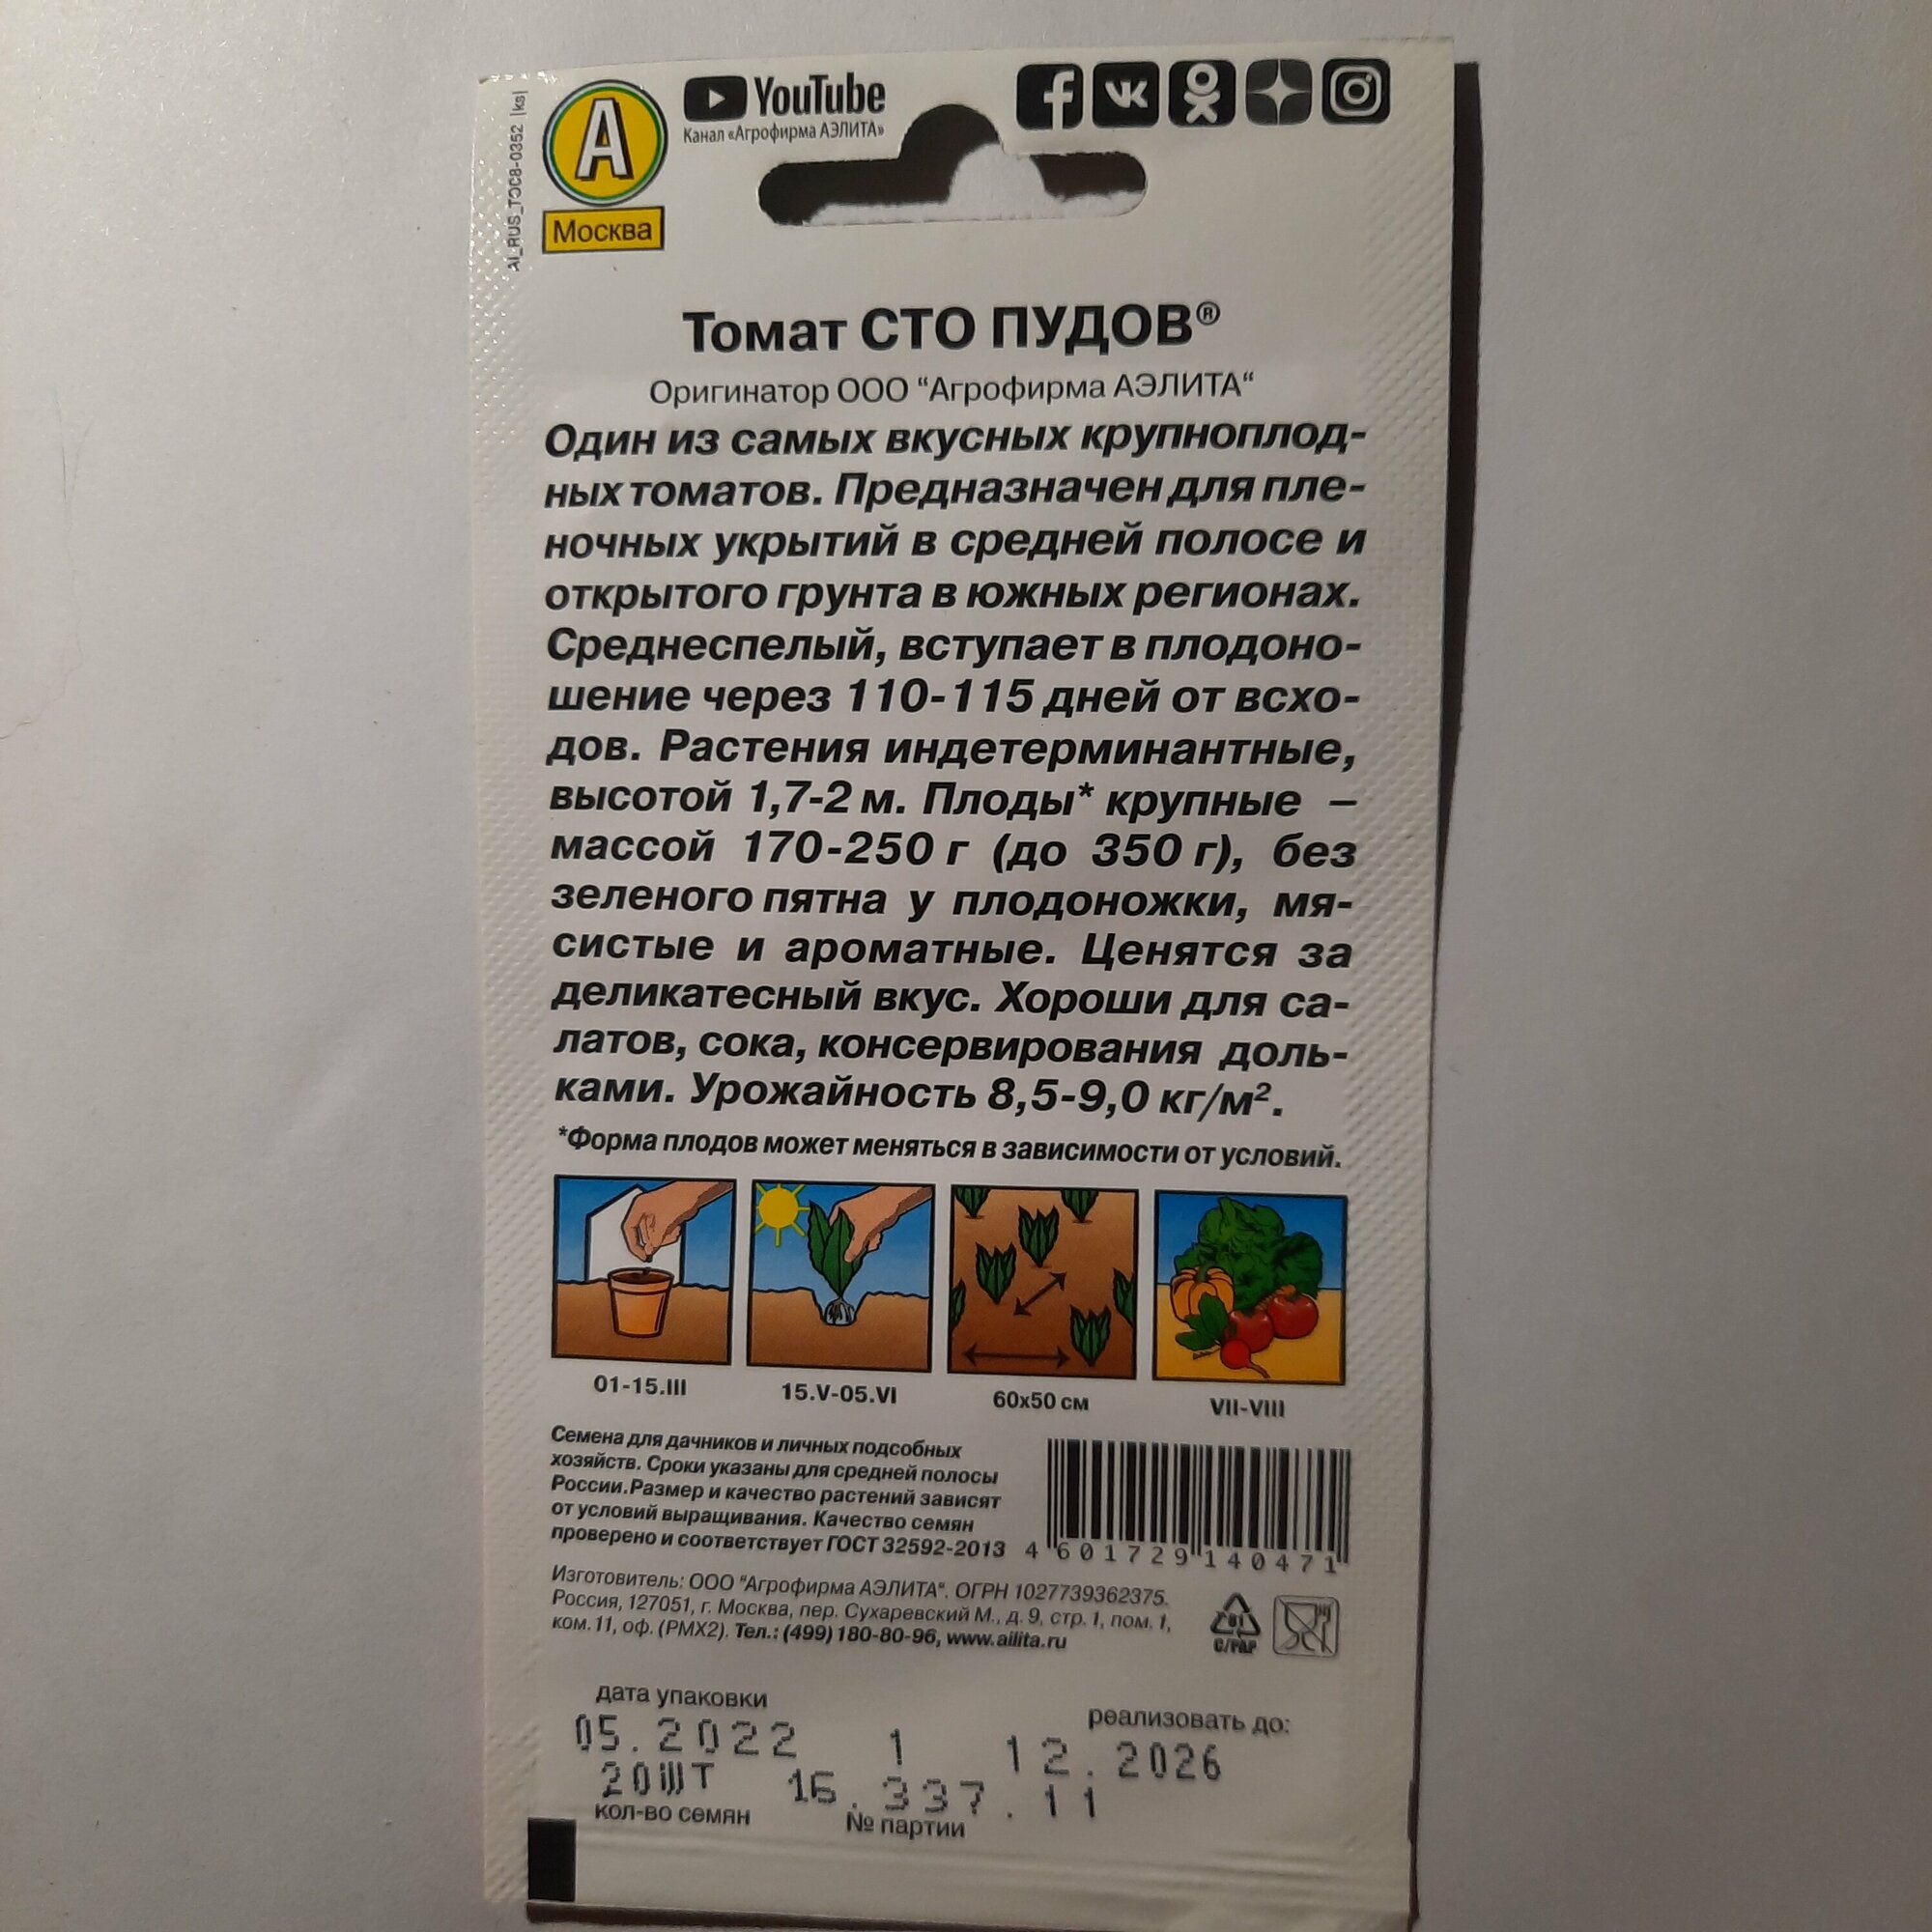 AI_RUS_TOC8-0352 |ks|
A
Москва
YouTube
Канал «Агрофирма АЭЛИТА»
Томат СТО ПУДОВ®
Оригинатор ООО “Агрофирма АЭЛИТА“
Один из самых вкусных крупноплод-
ных томатов. Предназначен для пле-
ночных укрытий в средней полосе и
открытого грунта в южных регионах.
Среднеспелый, вступает в плодоно-
шение через 110-115 дней от всхо-
дов. Растения индетерминантные,
высотой 1,7-2 м. Плоды* крупные –
массой 170-250 г (до 350 г), без
зеленого пятна у плодоножки, мя-
систые и ароматные. Ценятся за
деликатесный вкус. Хороши для са-
латов, сока, консервирования доль-
ками. Урожайность 8,5-9,0 кг/м².
*Форма плодов может меняться в зависимости от условий.
01-15.III
15.V-05.VI
60х50 см
VII-VIII
Семена для дачников и личных подсобных
хозяйств. Сроки указаны для средней полосы
России.Размер и качество растений зависят
от условий выращивания. Качество семян
проверено и соответствует ГОСТ 32592-2013
4 601729 140471
Изготовитель: ООО "Агрофирма АЭЛИТА". ОГРН 1027739362375.
Россия, 127051, г. Москва, пер. Сухаревский М., д. 9, стр. 1, пом. 1,
ком. 11, оф. (РМХ2). Тел.: (499) 180-80-96, www.ailita.ru
81
C/PAP
дата упаковки
реализовать до:
05.2022 1 12.2026
20ШТ 16.337.11
кол-во семян
№ партии